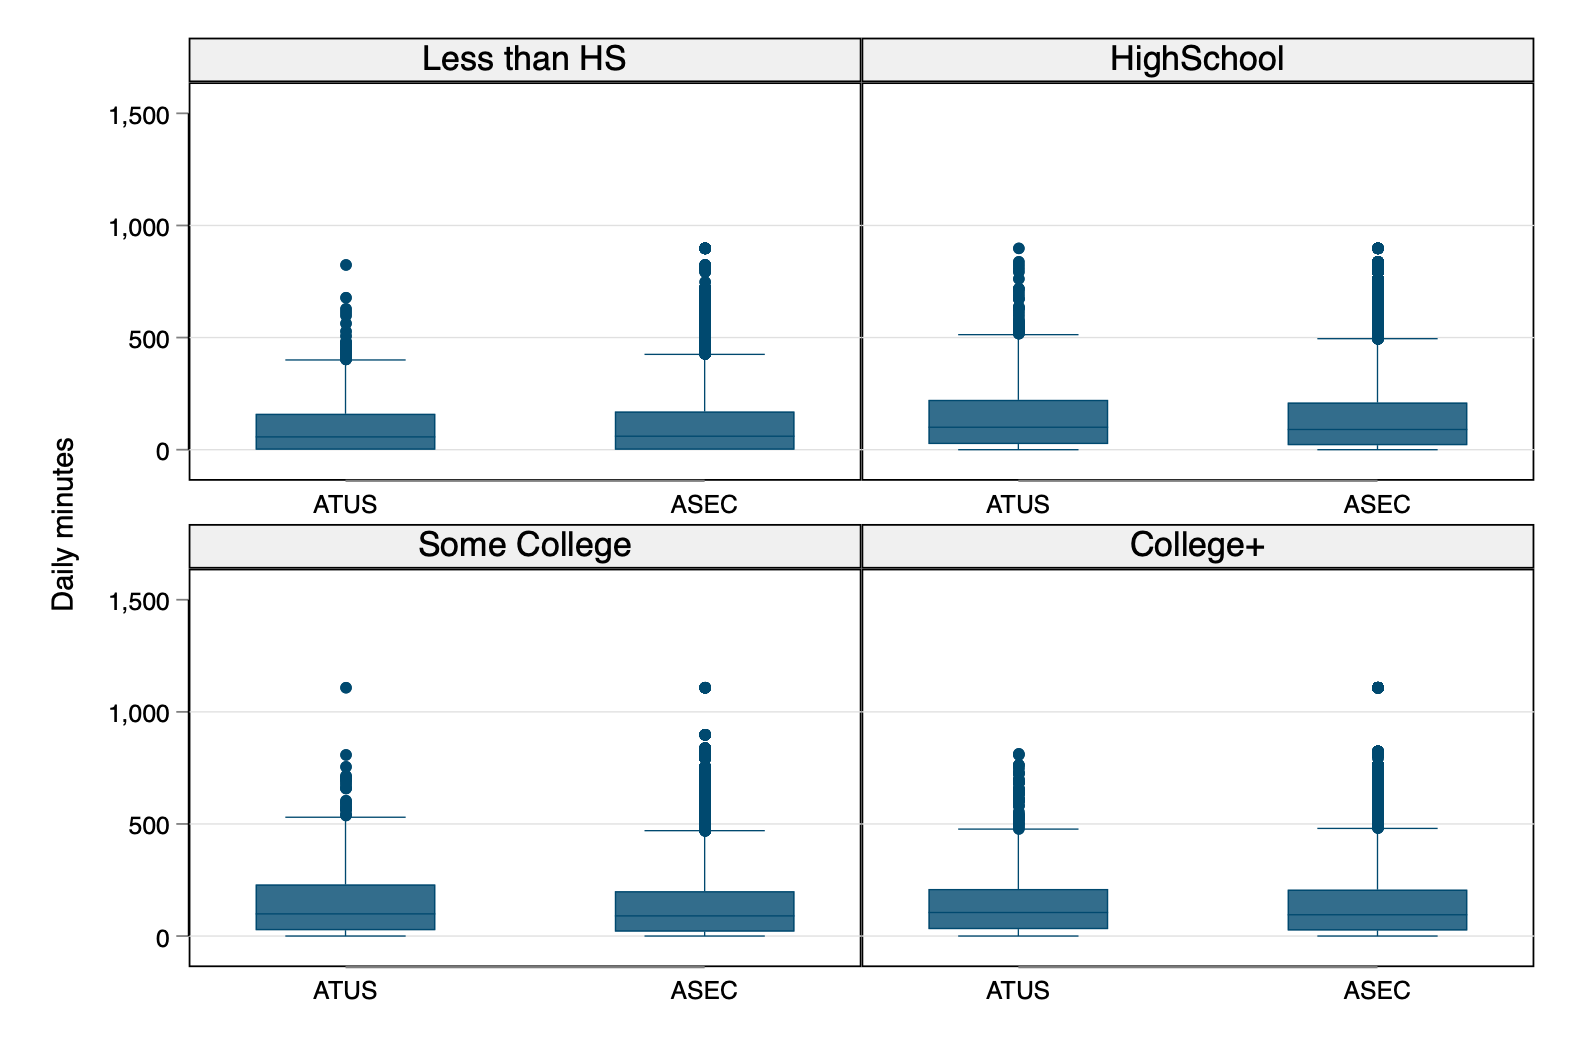 Less than HS
HighSchool
1,500
1,000
500
0
ATUS
ASEC
ATUS
ASEC
Daily minutes
Some College
College+
1,500
1,000
500
0
ATUS
ASEC
ATUS
ASEC